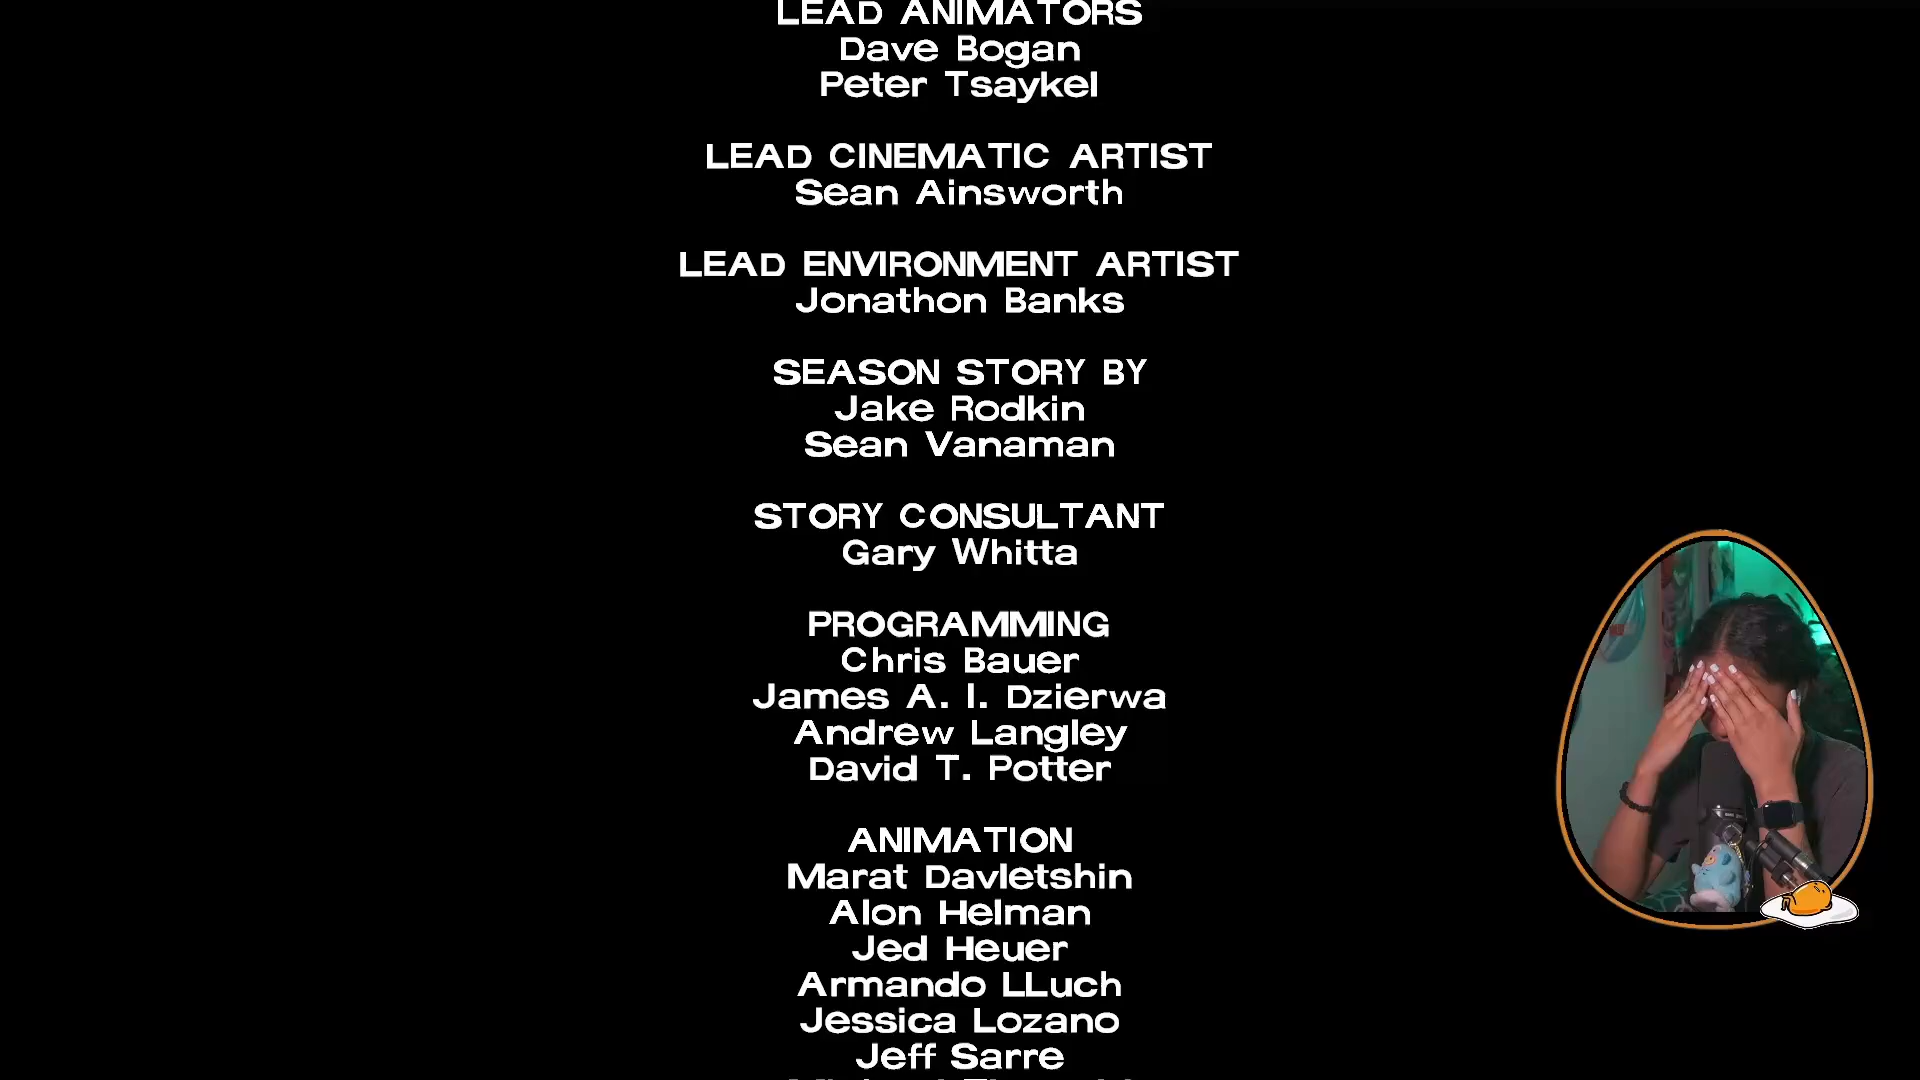 LEAD ANIMATORS
Dave Bogan
Peter Tsaykel
LEAD CINEMATIC ARTIST
Sean Ainsworth
LEAD ENVIRONMENT ARTIST
Jonathon Banks
SEASON STORY BY
Jake Rodkin
Sean Vanaman
STORY CONSULTANT
Gary Whitta
PROGRAMMING
Chris Bauer
James A. I. Dzierwa
Andrew Langley
David T. Potter
ANIMATION
Marat Davletshin
Alon Helman
Jed Heuer
Armando LLuch
Jessica Lozano
Jeff Sarre